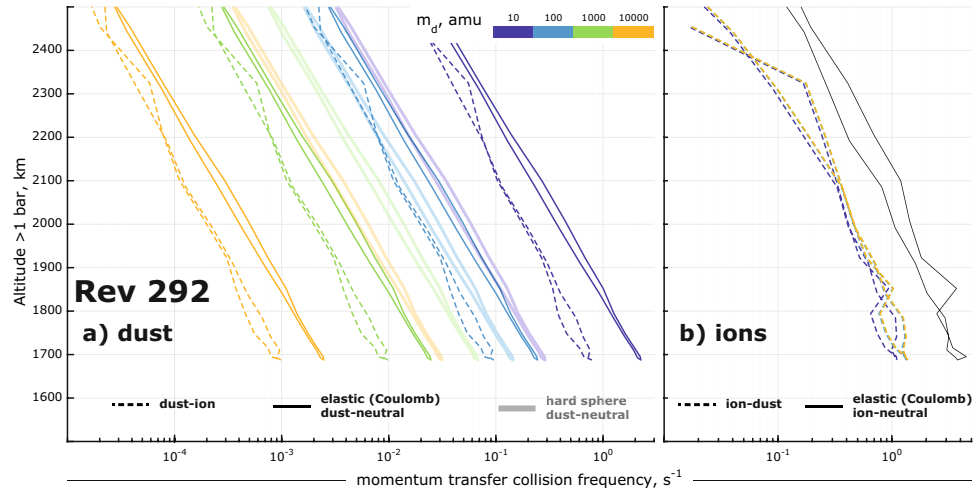 m_d, amu
10 100 1000 10000
Altitude >1 bar, km
2400
2300
2200
2100
2000
1900
1800
1700
1600
Rev 292
a) dust
b) ions
dust-ion
elastic (Coulomb)
dust-neutral
hard sphere
dust-neutral
ion-dust
elastic (Coulomb)
ion-neutral
10^-4 10^-3 10^-2 10^-1 10^0
10^-1 10^0
momentum transfer collision frequency, s^-1